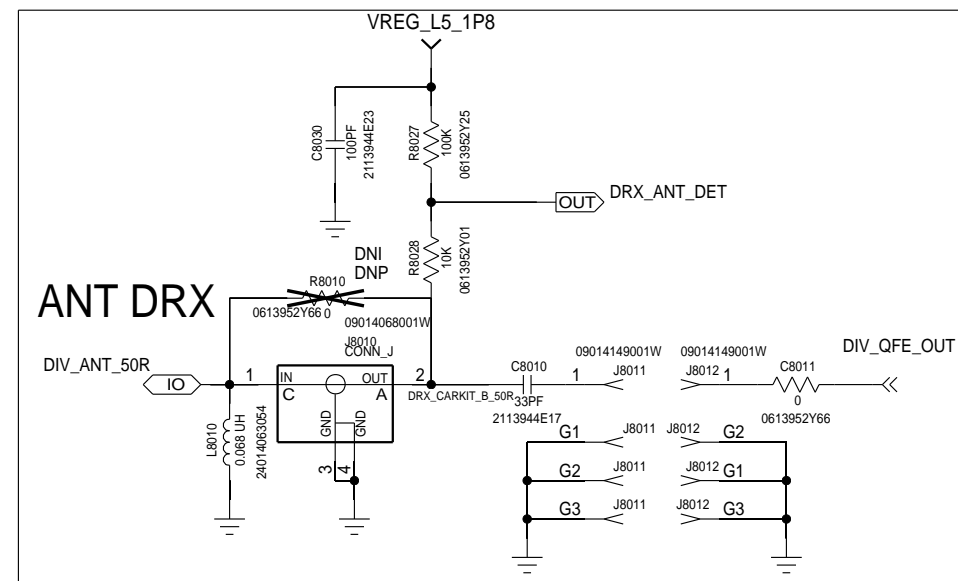 VREG_L5_1P8
C8030
100PF
2113944E23
R8027
100K
0613952Y25
OUT
DRX_ANT_DET
R8028
10K
0613952Y01
DNI
DNP
R8010
0613952Y66
0
ANT DRX
09014068001W
J8010
CONN_J
DIV_ANT_50R
IO
1
IN
C
OUT
A
2
GND
GND
3
4
DRX_CARKIT_B_50R
L8010
0.068 UH
24014063054
C8010
33PF
2113944E17
09014149001W
1
J8011
09014149001W
J8012
1
C8011
0
0613952Y66
DIV_QFE_OUT
G1
J8011
J8012
G2
G2
J8011
J8012
G1
G3
J8011
J8012
G3